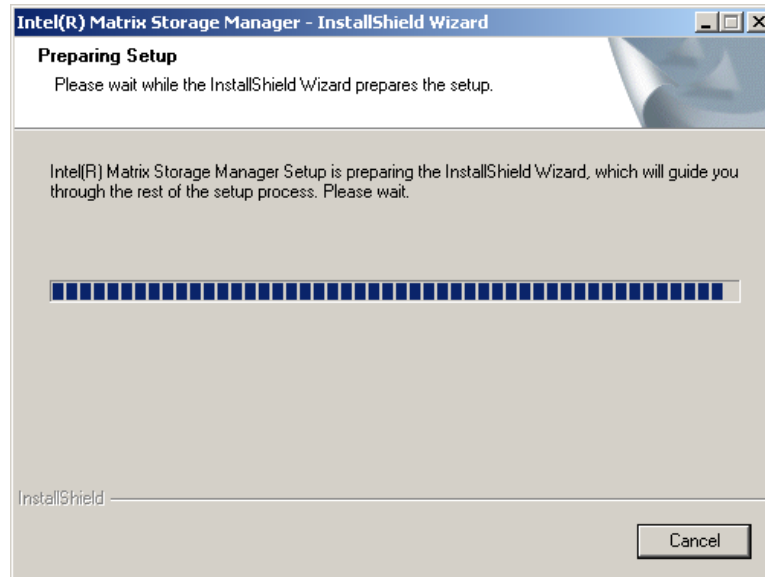 Intel(R) Matrix Storage Manager - InstallShield Wizard
Preparing Setup
Please wait while the InstallShield Wizard prepares the setup.
Intel(R) Matrix Storage Manager Setup is preparing the InstallShield Wizard, which will guide you
through the rest of the setup process. Please wait.
InstallShield
Cancel